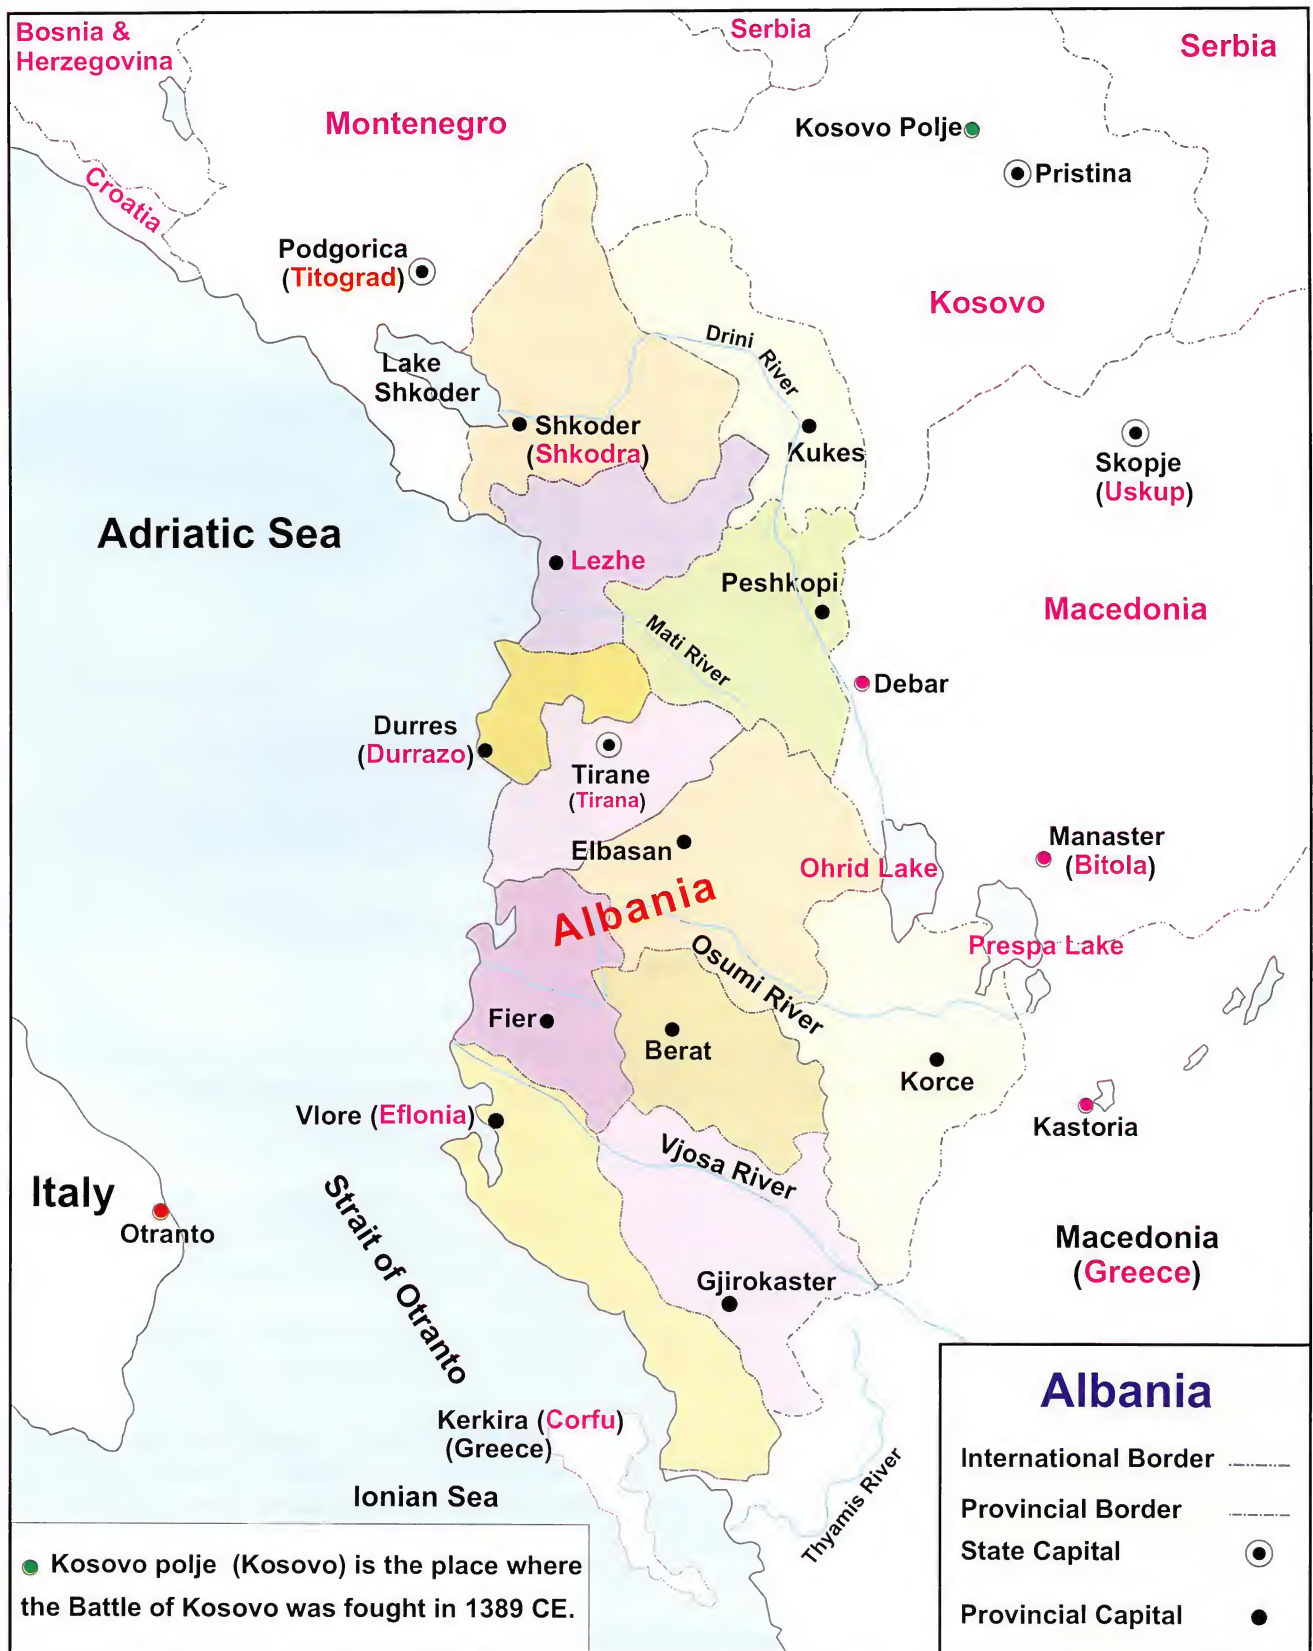 Bosnia &
Herzegovina
Serbia
Serbia
Montenegro
Kosovo Polje
Pristina
Croatia
Podgorica
(Titograd)
Kosovo
Drini River
Lake
Shkoder
Shkoder
(Shkodra)
Kukes
Skopje
(Uskup)
Adriatic Sea
Lezhe
Peshkopi
Macedonia
Mati River
Debar
Durres
(Durrazo)
Tirane
(Tirana)
Elbasan
Ohrid Lake
Manaster
(Bitola)
Albania
Prespa Lake
Osumi River
Fier
Berat
Korce
Vlore (Eflonia)
Kastoria
Vjosa River
Italy
Otranto
Strait of Otranto
Macedonia
(Greece)
Gjirokaster
Kerkira (Corfu)
(Greece)
Ionian Sea
Thyamis River
Albania
International Border
Provincial Border
State Capital
Provincial Capital
Kosovo polje (Kosovo) is the place where
the Battle of Kosovo was fought in 1389 CE.